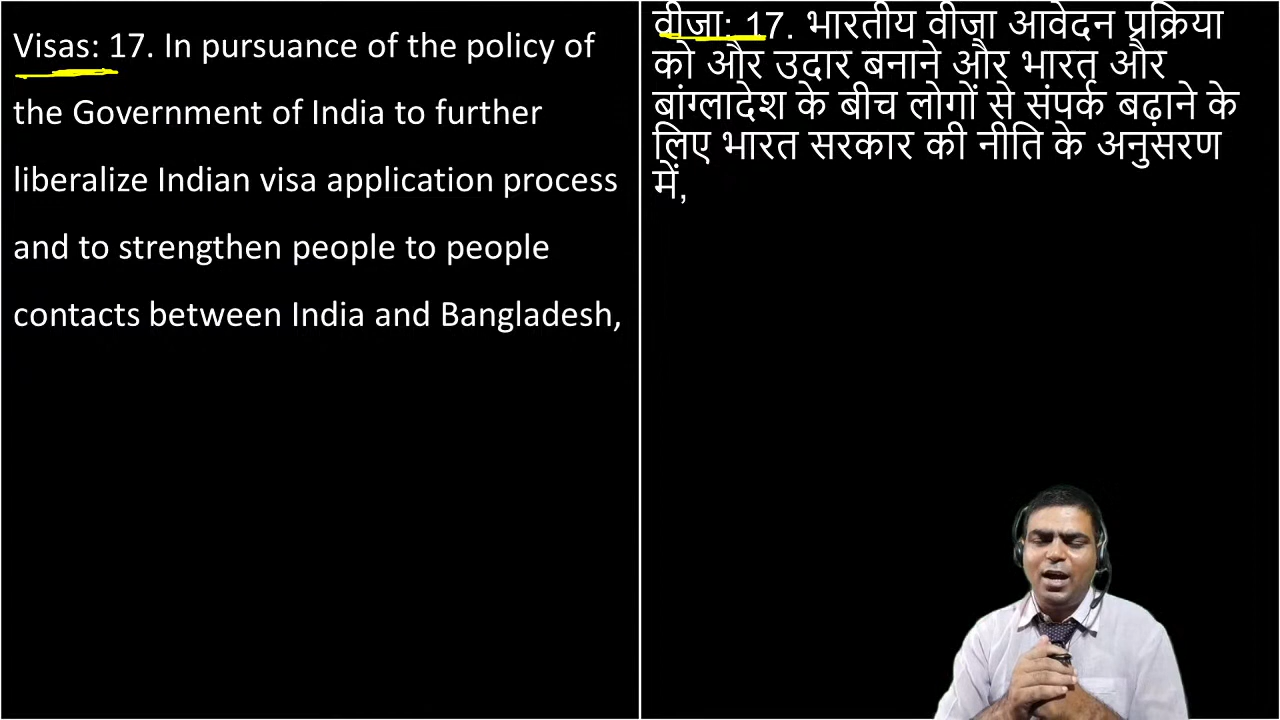 Visas: 17. In pursuance of the policy of
the Government of India to further
liberalize Indian visa application process
and to strengthen people to people
contacts between India and Bangladesh,
वीजा: 17. भारतीय वीजा आवेदन प्रक्रिया
को और उदार बनाने और भारत और
बांग्लादेश के बीच लोगों से संपर्क बढ़ाने के
लिए भारत सरकार की नीति के अनुसरण
में,